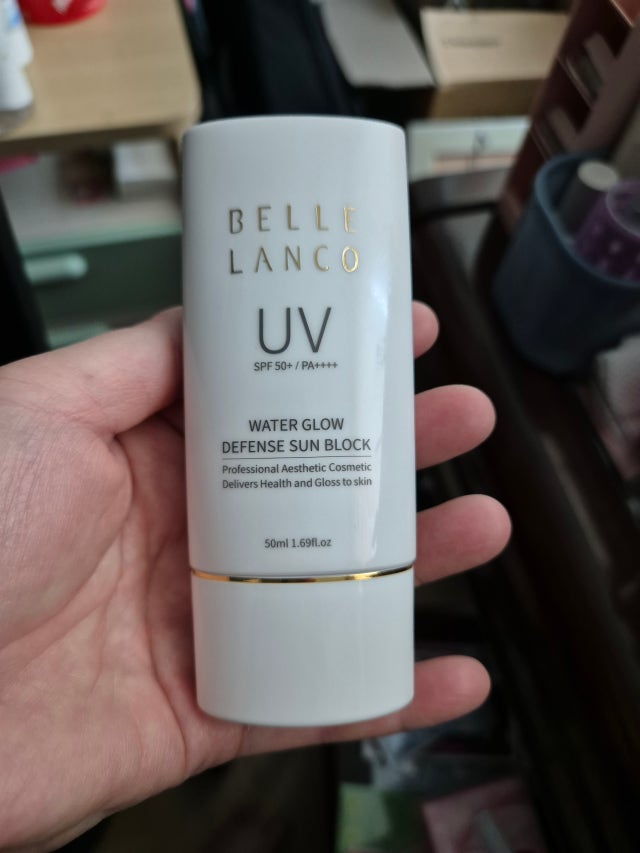 BELLE
LANCO
UV
SPF 50+ / PA++++
WATER GLOW
DEFENSE SUN BLOCK
Professional Aesthetic Cosmetic
Delivers Health and Gloss to skin
50ml 1.69fl.oz